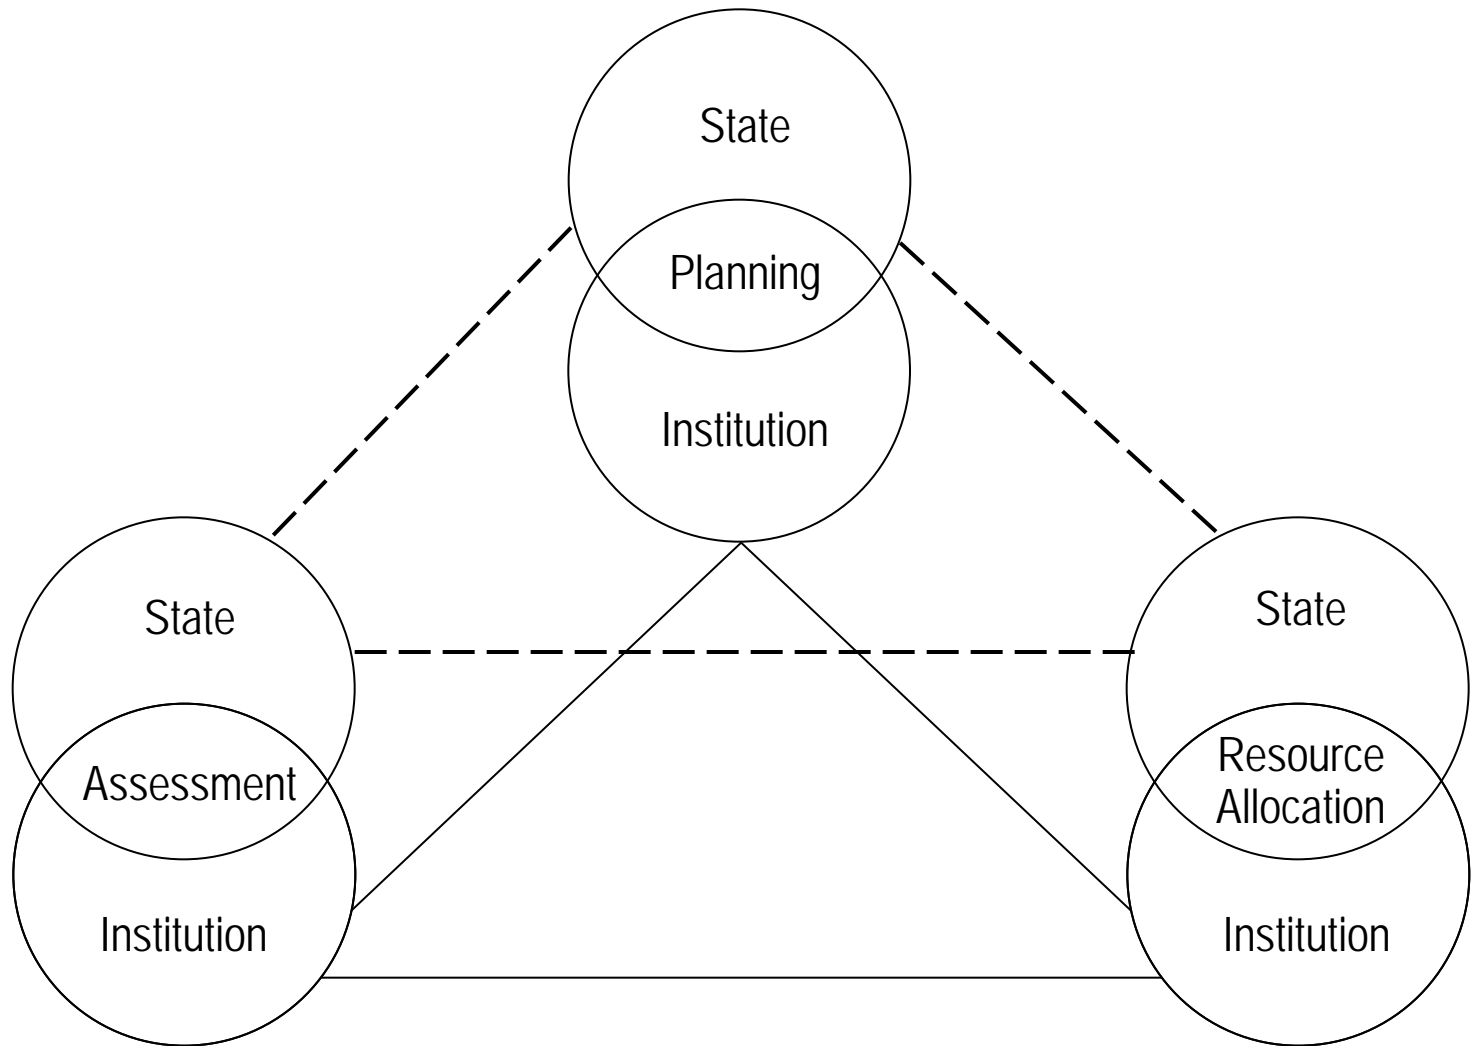 State
Planning
Institution
State
Assessment
Institution
State
Resource
Allocation
Institution